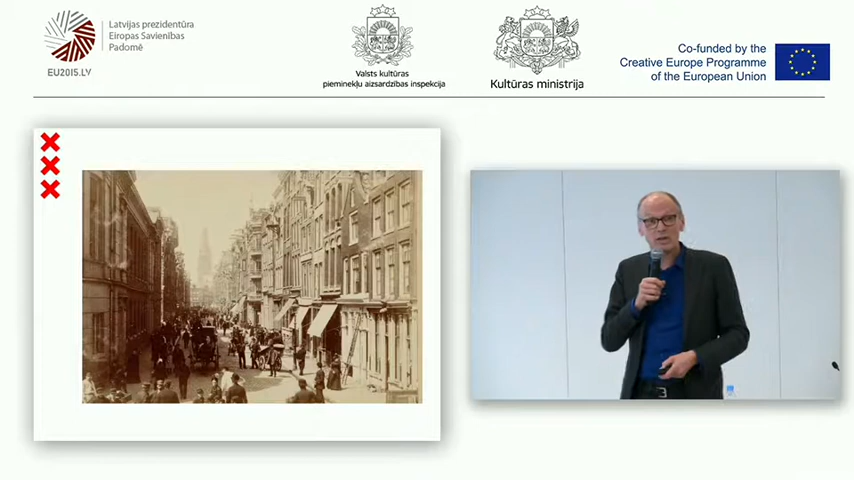 Latvijas prezidentūra
Eiropas Savienības
Padomē
EU2015.LV
Valsts kultūras
pieminekļu aizsardzības inspekcija
Kultūras ministrija
Co-funded by the
Creative Europe Programme
of the European Union